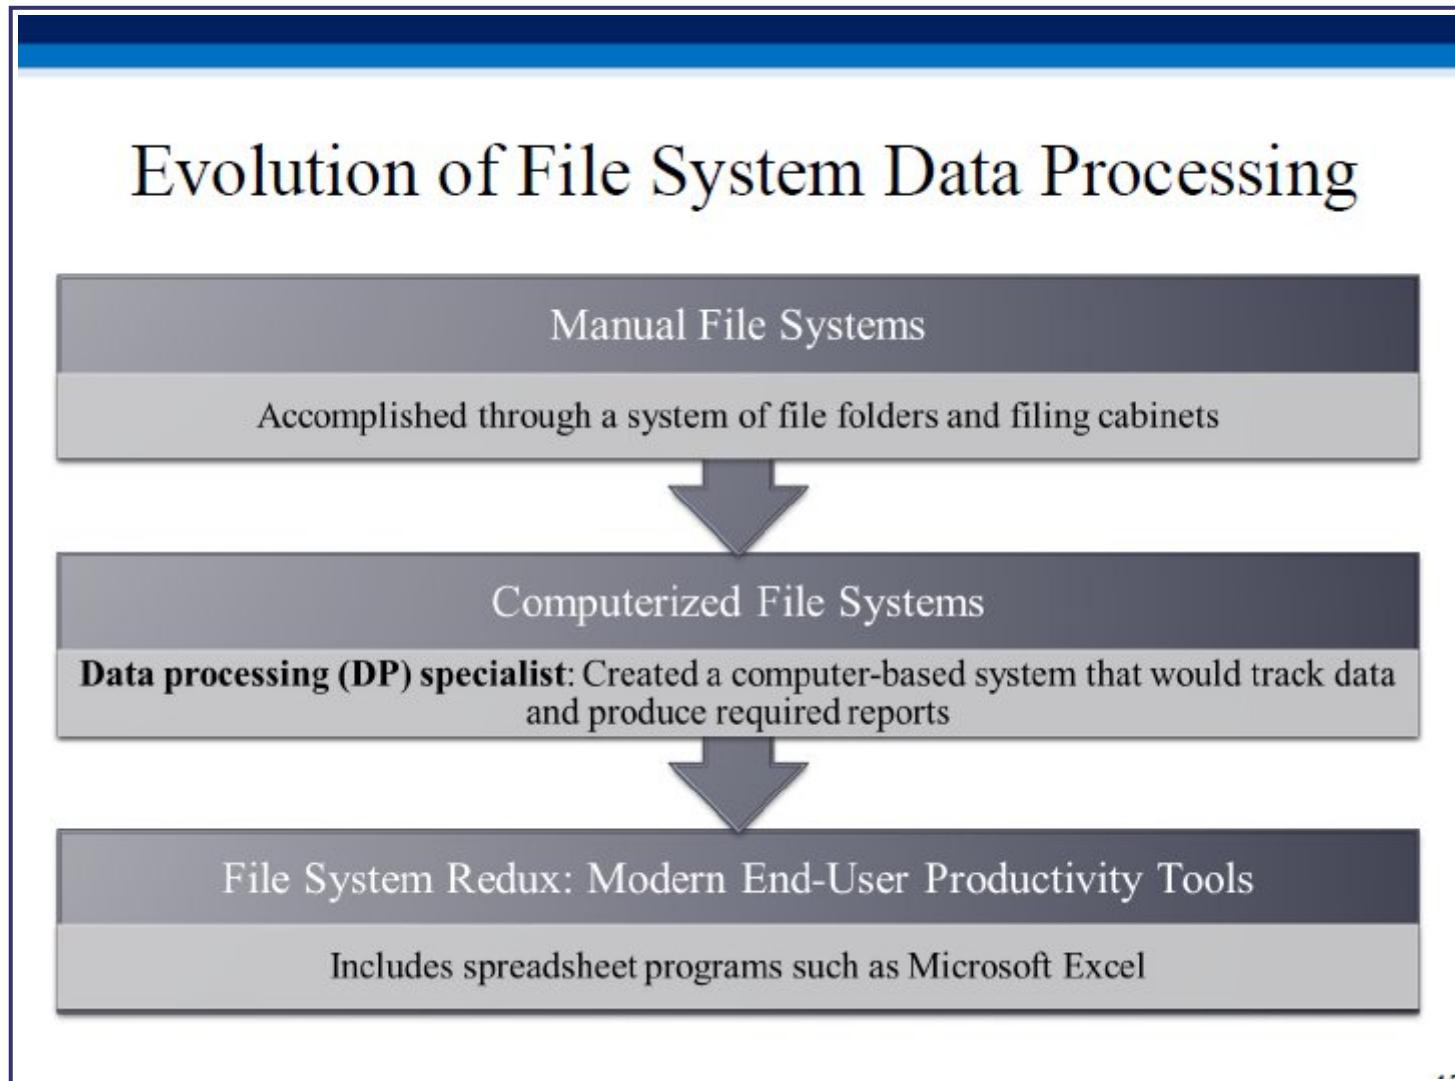 Evolution of File System Data Processing
Manual File Systems
Accomplished through a system of file folders and filing cabinets
Computerized File Systems
Data processing (DP) specialist: Created a computer-based system that would track data
and produce required reports
File System Redux: Modern End-User Productivity Tools
Includes spreadsheet programs such as Microsoft Excel